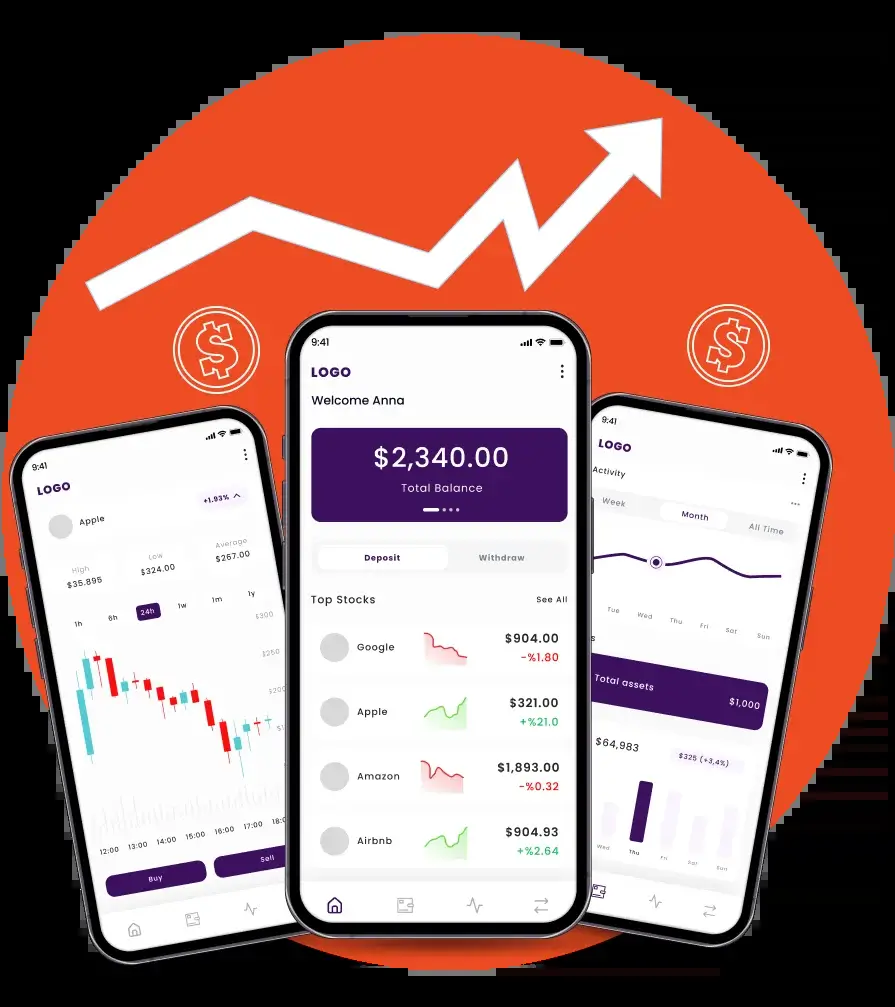 9:41
LOGO
Apple
+1.93%
High
Low
Average
$35,895
$324.00
$267.00
1h 6h 24h 1w 1m 1y
$300
$250
12:00 13:00 14:00 15:00 16:00 17:00
Buy
Sell
9:41
LOGO
Welcome Anna
$2,340.00
Total Balance
Deposit
Withdraw
Top Stocks
See All
Google
$904.00
-%1.80
Apple
$321.00
+%21.0
Amazon
$1,893.00
-%0.32
Airbnb
$904.93
+%2.64
9:41
LOGO
Activity
Week
Month
All Time
Tue Wed Thu Fri Sat Sun
Total assets
$1,000
$64,983
$325 (+3,4%)
Wed Thu Fri Sat Sun